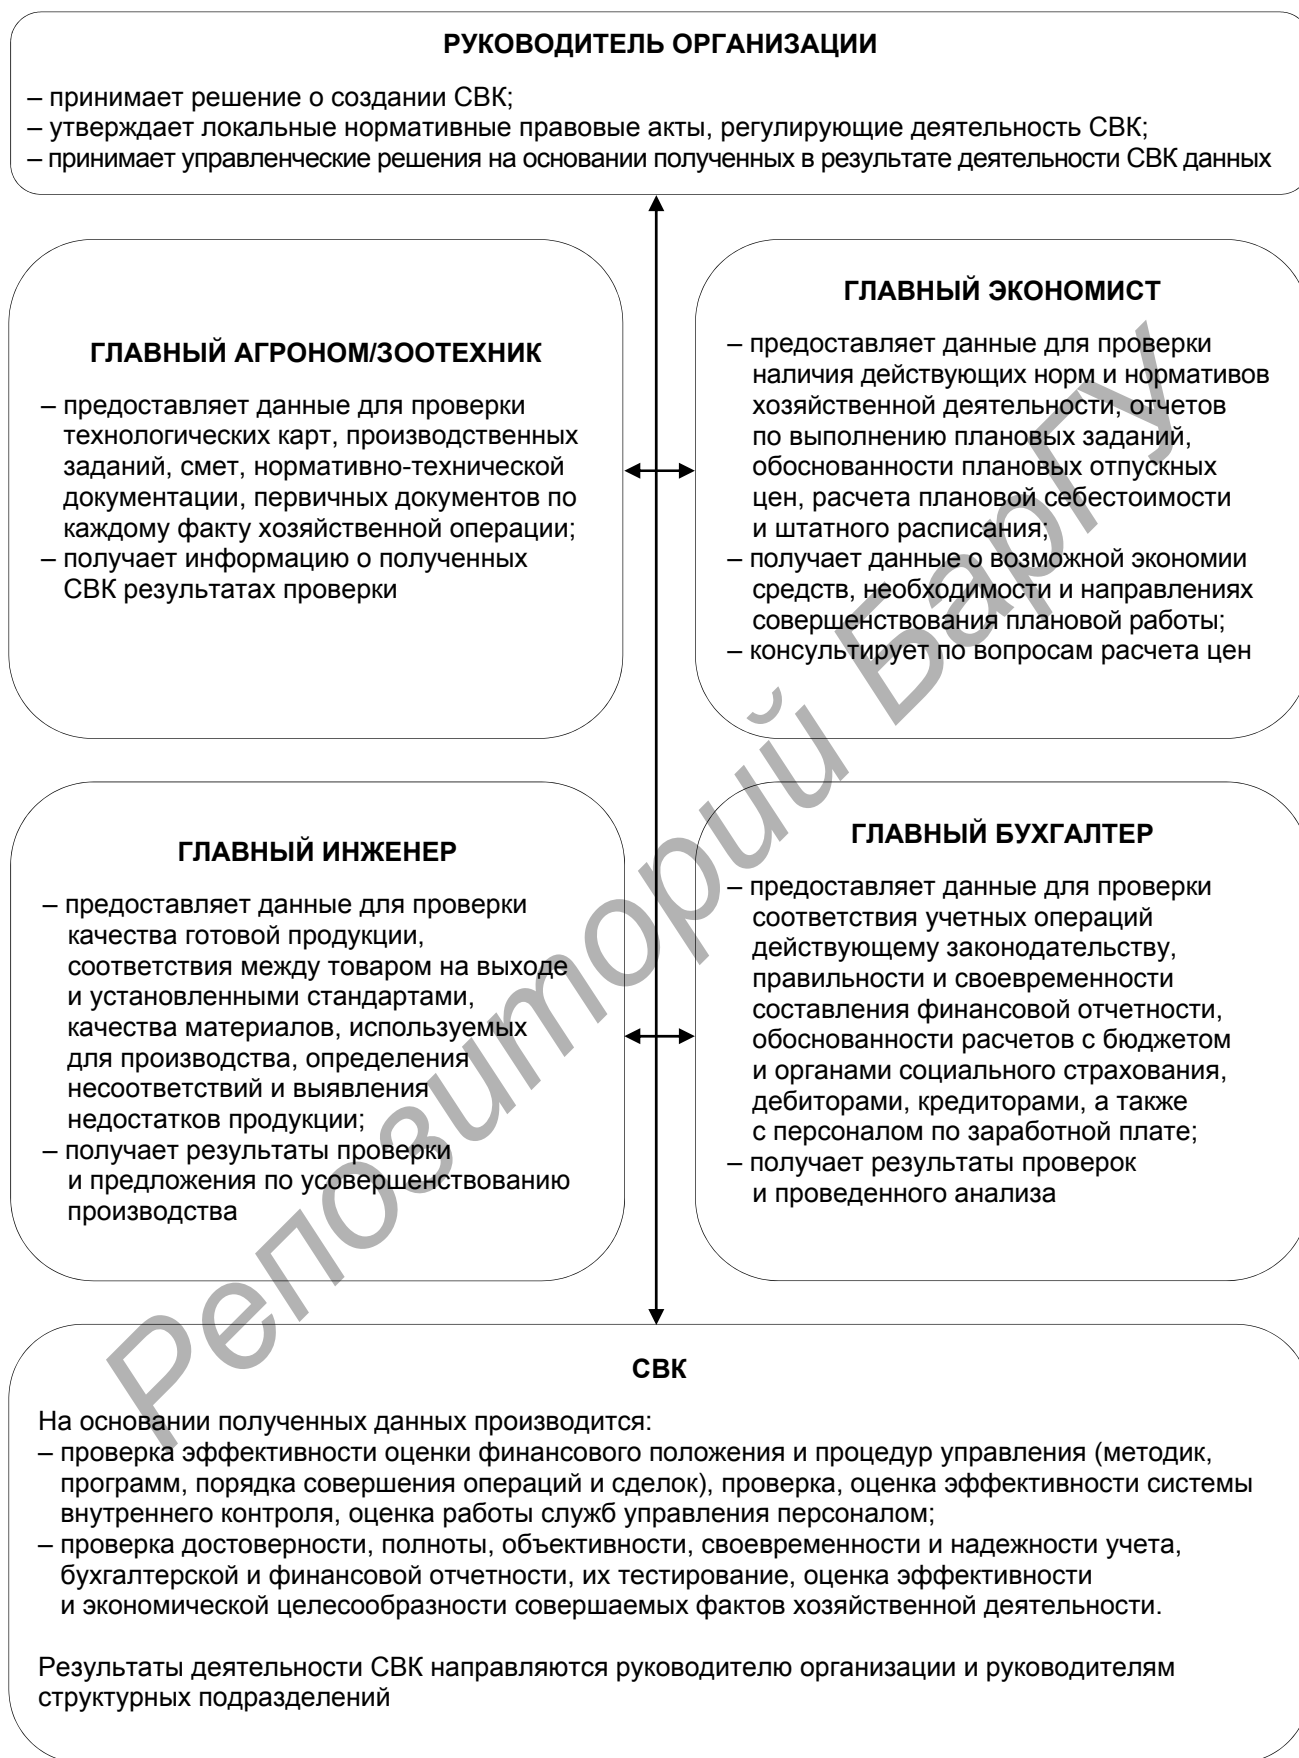 РУКОВОДИТЕЛЬ ОРГАНИЗАЦИИ
– принимает решение о создании СВК;
– утверждает локальные нормативные правовые акты, регулирующие деятельность СВК;
– принимает управленческие решения на основании полученных в результате деятельности СВК данных
ГЛАВНЫЙ АГРОНОМ/ЗООТЕХНИК
– предоставляет данные для проверки
технологических карт, производственных
заданий, смет, нормативно-технической
документации, первичных документов по
каждому факту хозяйственной операции;
– получает информацию о полученных
СВК результатах проверки
ГЛАВНЫЙ ЭКОНОМИСТ
– предоставляет данные для проверки
наличия действующих норм и нормативов
хозяйственной деятельности, отчетов
по выполнению плановых заданий,
обоснованности плановых отпускных
цен, расчета плановой себестоимости
и штатного расписания;
– получает данные о возможной экономии
средств, необходимости и направлениях
совершенствования плановой работы;
– консультирует по вопросам расчета цен
ГЛАВНЫЙ ИНЖЕНЕР
– предоставляет данные для проверки
качества готовой продукции,
соответствия между товаром на выходе
и установленными стандартами,
качества материалов, используемых
для производства, определения
несоответствий и выявления
недостатков продукции;
– получает результаты проверки
и предложения по усовершенствованию
производства
ГЛАВНЫЙ БУХГАЛТЕР
– предоставляет данные для проверки
соответствия учетных операций
действующему законодательству,
правильности и своевременности
составления финансовой отчетности,
обоснованности расчетов с бюджетом
и органами социального страхования,
дебиторами, кредиторами, а также
с персоналом по заработной плате;
– получает результаты проверок
и проведенного анализа
СВК
На основании полученных данных производится:
– проверка эффективности оценки финансового положения и процедур управления (методик,
программ, порядка совершения операций и сделок), проверка, оценка эффективности системы
внутреннего контроля, оценка работы служб управления персоналом;
– проверка достоверности, полноты, объективности, своевременности и надежности учета,
бухгалтерской и финансовой отчетности, их тестирование, оценка эффективности
и экономической целесообразности совершаемых фактов хозяйственной деятельности.
Результаты деятельности СВК направляются руководителю организации и руководителям
структурных подразделений
Репозиторий БарГУ